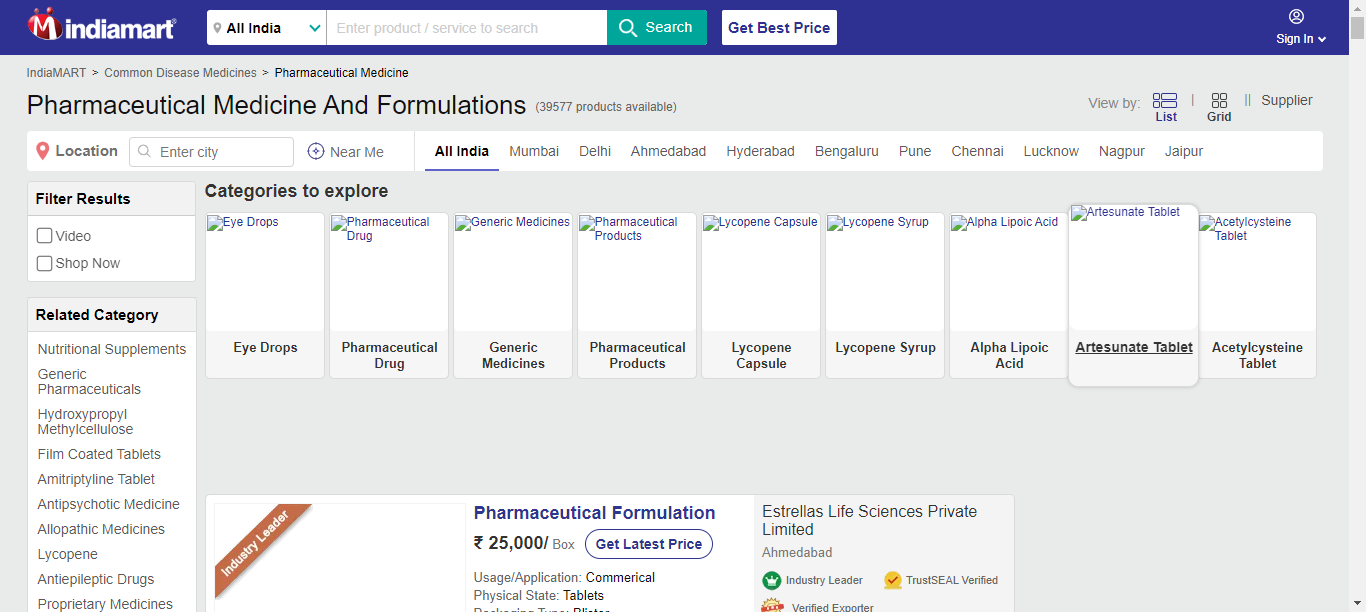 indiamart
All India
Enter product / service to search
Search
Get Best Price
Sign In
IndiaMART > Common Disease Medicines > Pharmaceutical Medicine
Pharmaceutical Medicine And Formulations (39577 products available)
View by:
List
|
Grid
||
Supplier
Location
Enter city
Near Me
All India Mumbai Delhi Ahmedabad Hyderabad Bengaluru Pune Chennai Lucknow Nagpur Jaipur
Filter Results
Video
Shop Now
Related Category
Nutritional Supplements
Generic
Pharmaceuticals
Hydroxypropyl
Methylcellulose
Film Coated Tablets
Amitriptyline Tablet
Antipsychotic Medicine
Allopathic Medicines
Lycopene
Antiepileptic Drugs
Proprietary Medicines
Categories to explore
Eye Drops
Eye Drops
Pharmaceutical
Drug
Pharmaceutical
Drug
Generic Medicines
Generic
Medicines
Pharmaceutical
Products
Pharmaceutical
Products
Lycopene Capsule
Lycopene
Capsule
Lycopene Syrup
Lycopene Syrup
Alpha Lipoic Acid
Alpha Lipoic
Acid
Artesunate Tablet
Artesunate Tablet
Acetylcysteine
Tablet
Acetylcysteine
Tablet
Industry Leader
Pharmaceutical Formulation
₹ 25,000/ Box
Get Latest Price
Usage/Application: Commerical
Physical State: Tablets
Packaging Type: Blister
Estrellas Life Sciences Private
Limited
Ahmedabad
Industry Leader
TrustSEAL Verified
Verified Exporter